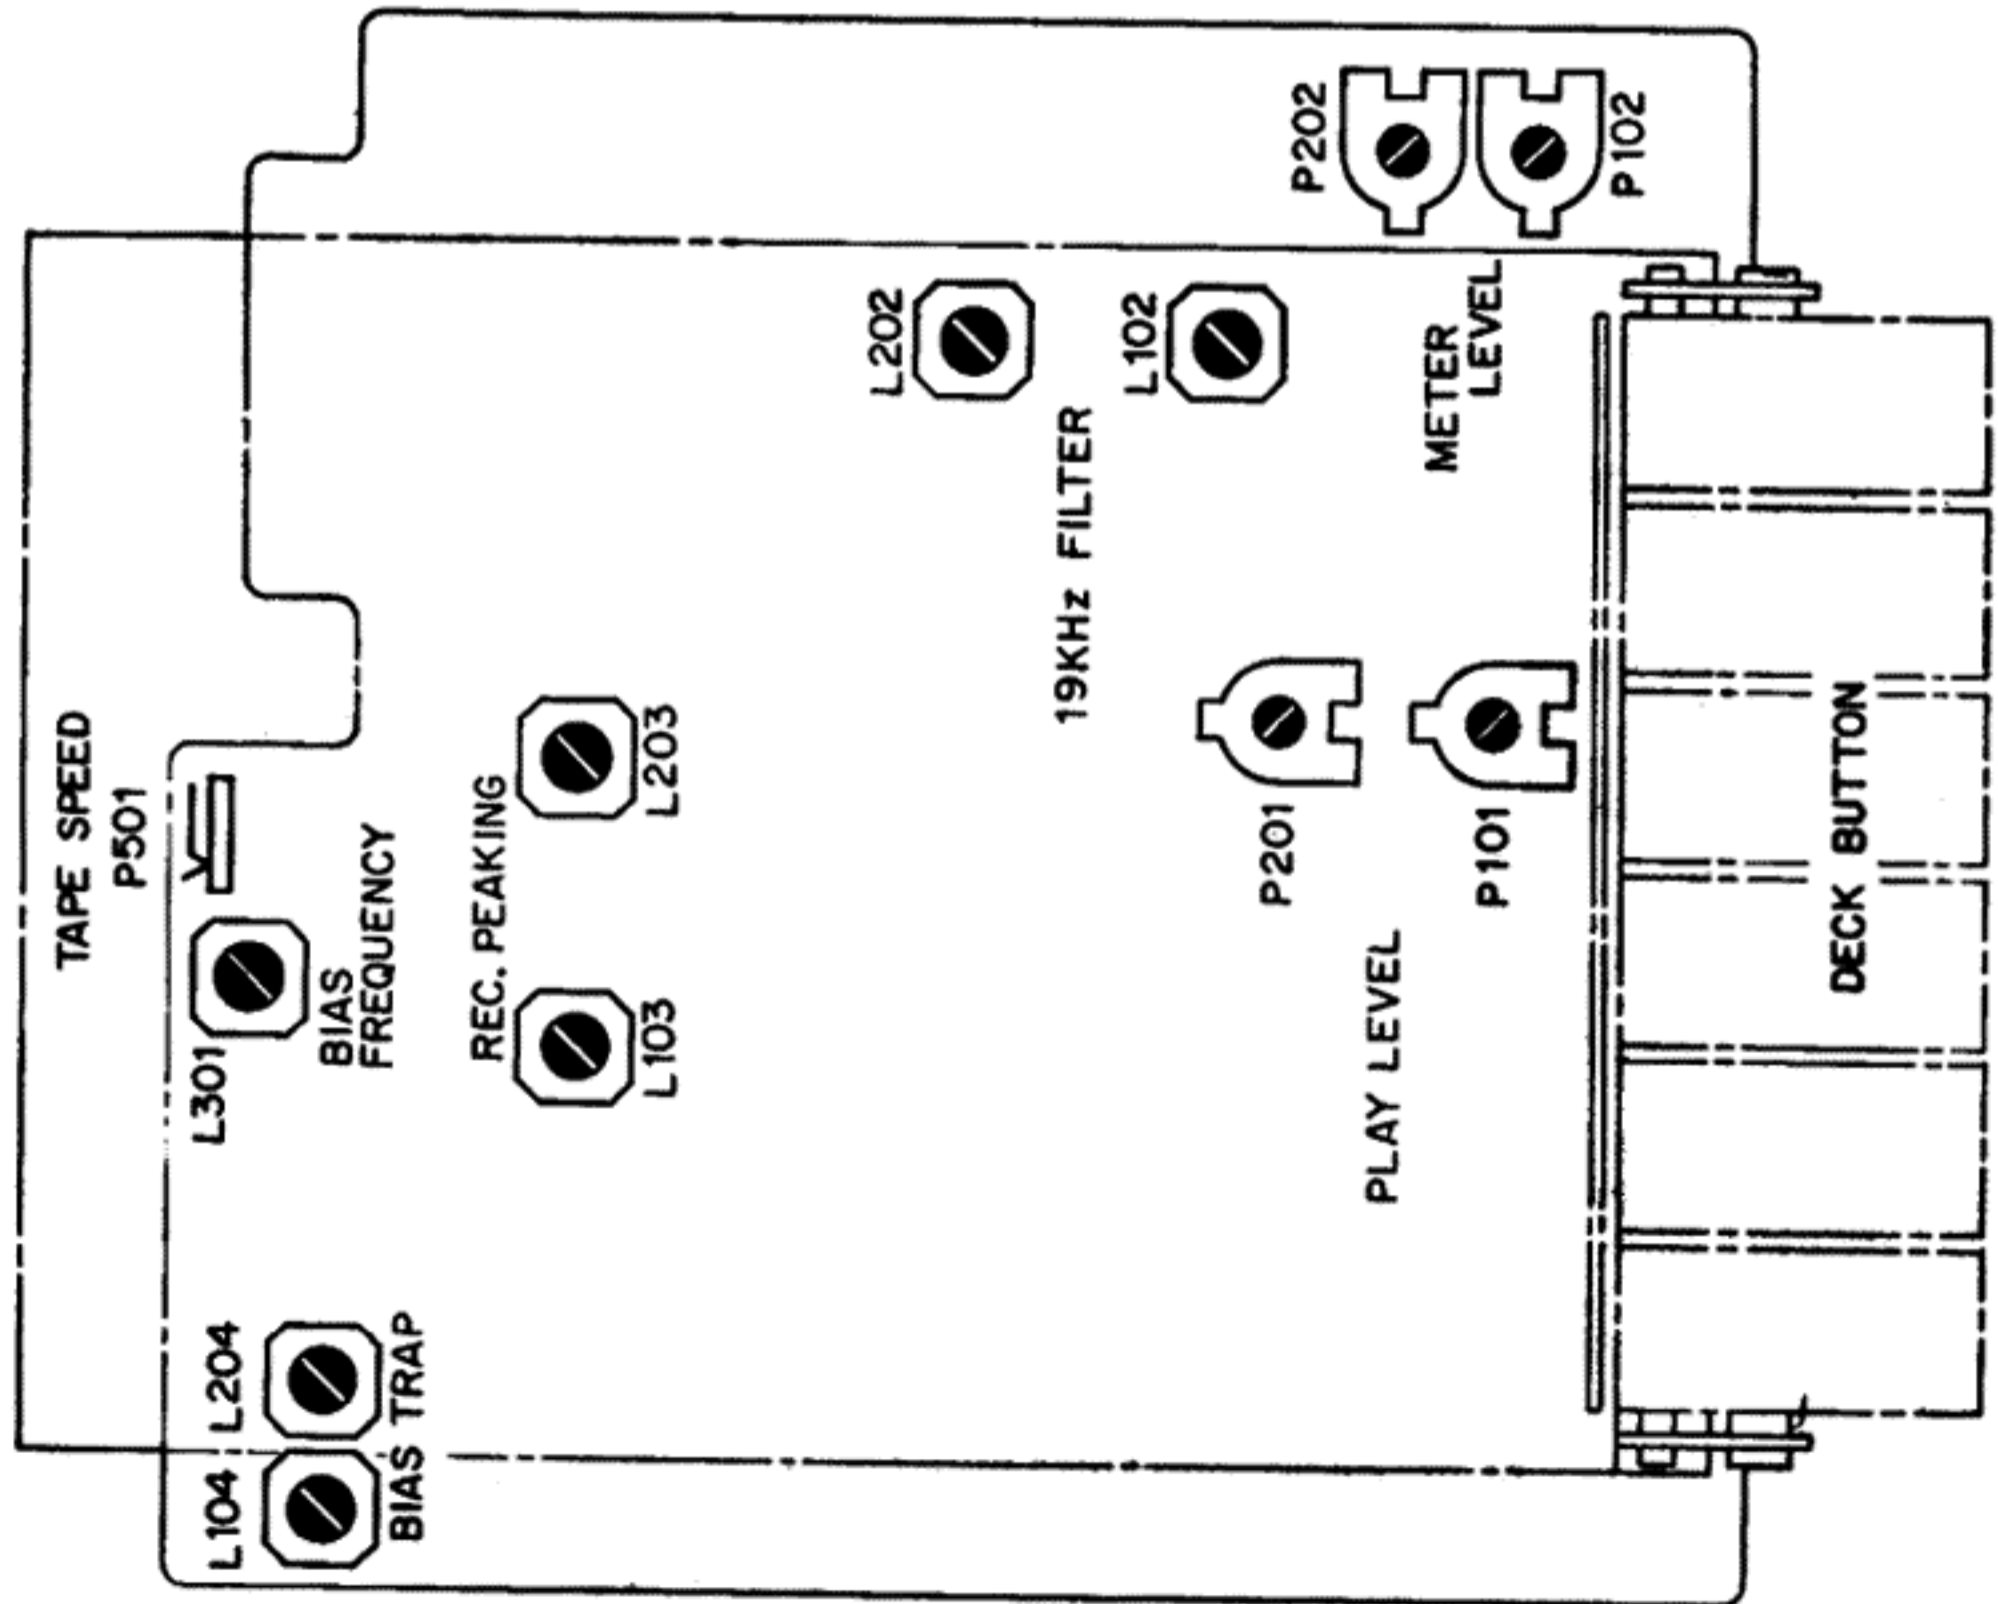 TAPE SPEED
P501
L301
BIAS
FREQUENCY
L104
L204
BIAS TRAP
REC. PEAKING
L103
L203
L202
19KHz FILTER
L102
P202
P102
METER
LEVEL
P201
PLAY LEVEL
P101
DECK BUTTON